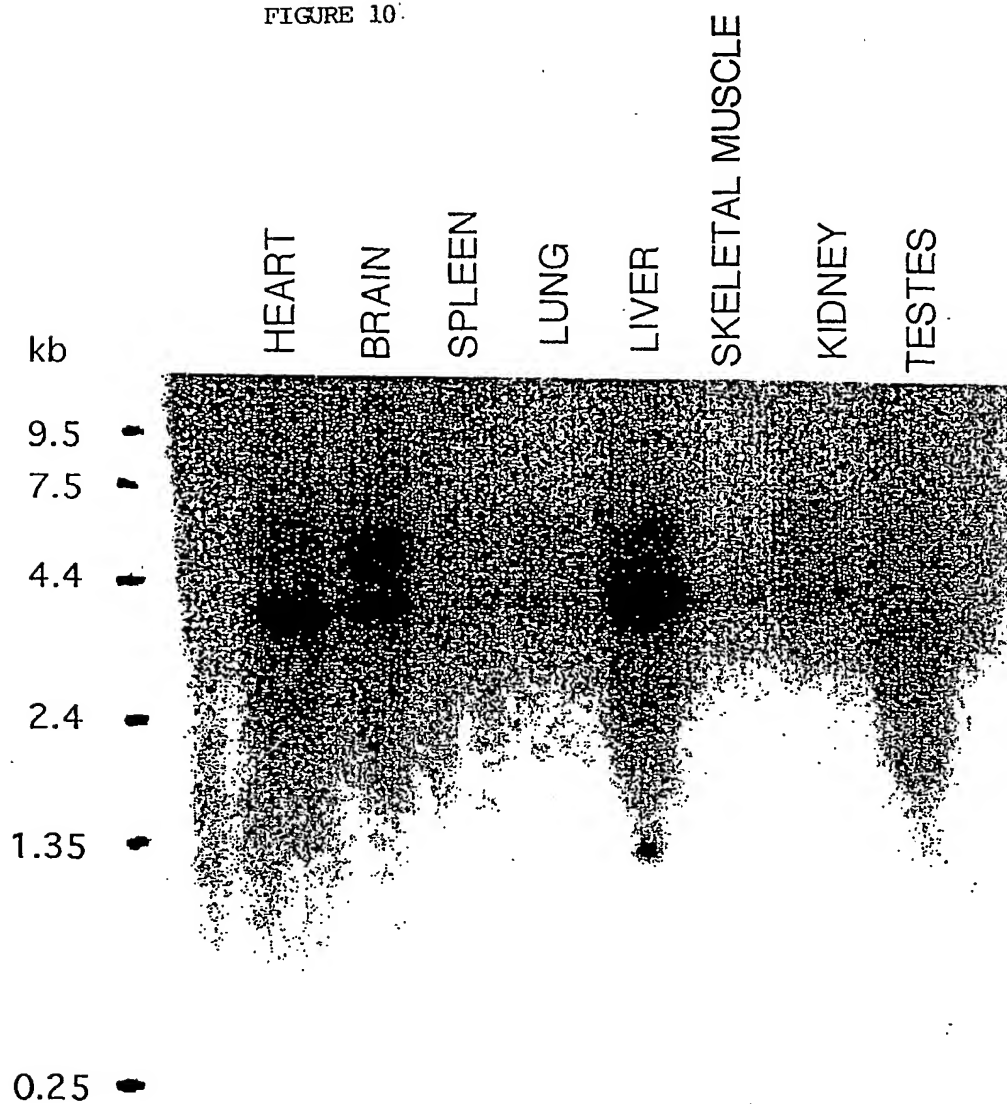 FIGURE 10
HEART
BRAIN
SPLEEN
LUNG
LIVER
SKELETAL MUSCLE
KIDNEY
TESTES
kb
9.5
7.5
4.4
2.4
1.35
0.25